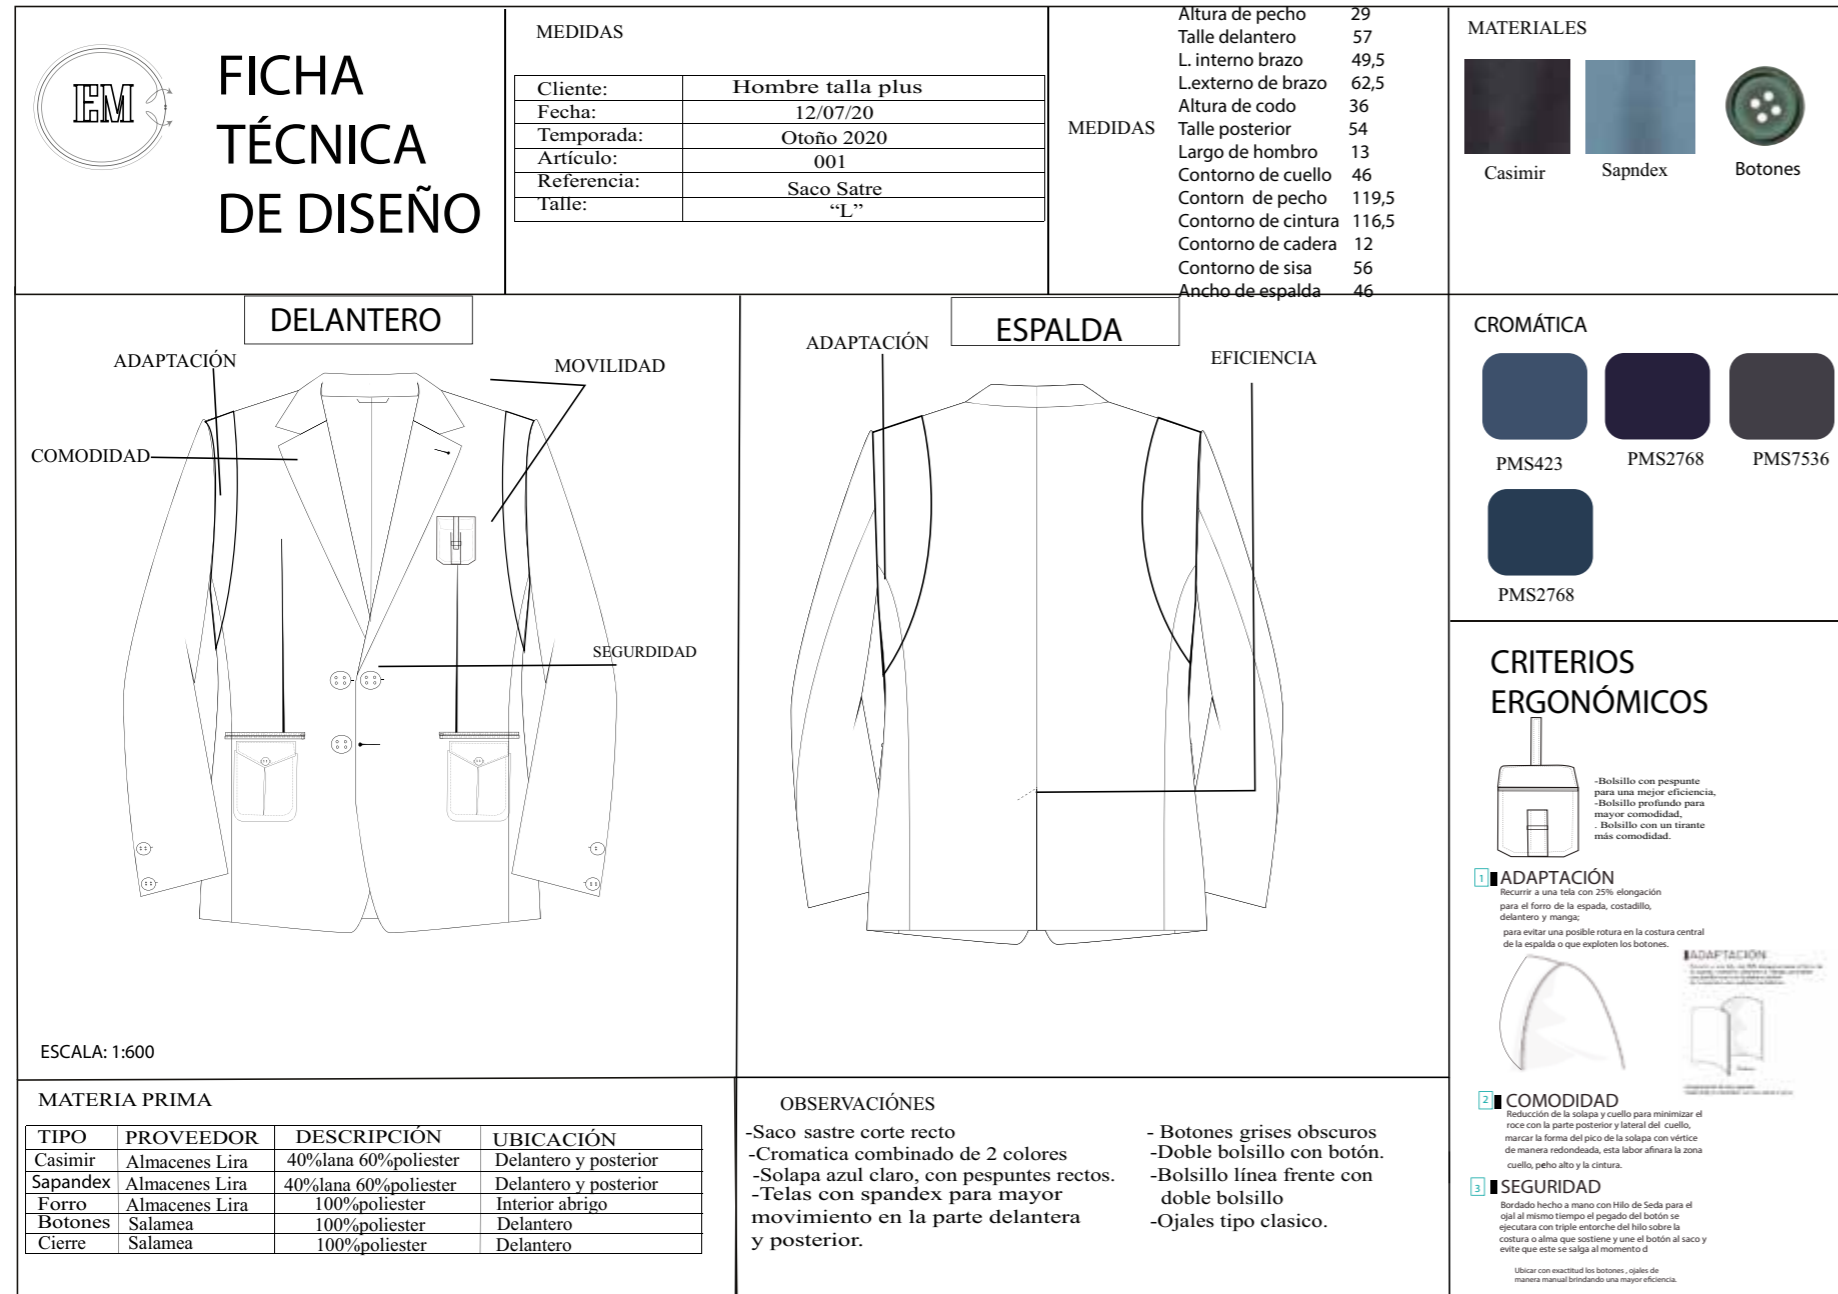 EM
FICHA
TÉCNICA
DE DISEÑO
MEDIDAS
Cliente: Hombre talla plus
Fecha: 12/07/20
Temporada: Otoño 2020
Artículo: 001
Referencia: Saco Satre
Talle: “L”
MEDIDAS
Altura de pecho 29
Talle delantero 57
L. interno brazo 49,5
L.externo de brazo 62,5
Altura de codo 36
Talle posterior 54
Largo de hombro 13
Contorno de cuello 46
Contorn de pecho 119,5
Contorno de cintura 116,5
Contorno de cadera 12
Contorno de sisa 56
Ancho de espalda 46
MATERIALES
Casimir Sapndex Botones
DELANTERO
ADAPTACIÓN
MOVILIDAD
COMODIDAD
SEGURDIDAD
ESCALA: 1:600
ESPALDA
ADAPTACIÓN
EFICIENCIA
CROMÁTICA
PMS423 PMS2768 PMS7536
PMS2768
CRITERIOS
ERGONÓMICOS
-Bolsillo con pespunte
para una mejor eficiencia,
-Bolsillo profundo para
mayor comodidad,
. Bolsillo con un tirante
más comodidad.
1 ADAPTACIÓN
Recurrir a una tela con 25% elongación
para el forro de la espada, costadillo,
delantero y manga;
para evitar una posible rotura en la costura central
de la espalda o que exploten los botones.
ADAPTACIÓN
2 COMODIDAD
Reducción de la solapa y cuello para minimizar el
roce con la parte posterior y lateral del cuello,
marcar la forma del pico de la solapa con vértice
de manera redondeada, esta labor afinara la zona
cuello, peho alto y la cintura.
3 SEGURIDAD
Bordado hecho a mano con Hilo de Seda para el
ojal al mismo tiempo el pegado del botón se
ejecutara con triple entorche del hilo sobre la
costura o alma que sostiene y une el botón al saco y
evite que este se salga al momento d
Ubicar con exactitud los botones , ojales de
manera manual brindando una mayor eficiencia.
MATERIA PRIMA
TIPO PROVEEDOR DESCRIPCIÓN UBICACIÓN
Casimir Almacenes Lira 40%lana 60%poliester Delantero y posterior
Sapandex Almacenes Lira 40%lana 60%poliester Delantero y posterior
Forro Almacenes Lira 100%poliester Interior abrigo
Botones Salamea 100%poliester Delantero
Cierre Salamea 100%poliester Delantero
OBSERVACIÓNES
-Saco sastre corte recto
-Cromatica combinado de 2 colores
-Solapa azul claro, con pespuntes rectos.
-Telas con spandex para mayor
movimiento en la parte delantera
y posterior.
- Botones grises obscuros
-Doble bolsillo con botón.
-Bolsillo línea frente con
doble bolsillo
-Ojales tipo clasico.